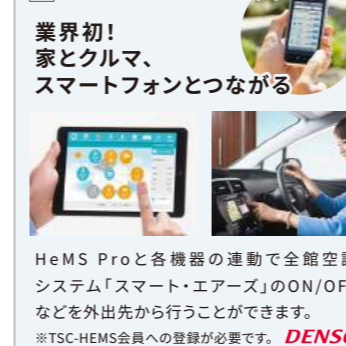 業界初！
家とクルマ、
スマートフォンとつながる
HeMS Proと各機器の連動で全館空調
システム「スマート・エアーズ」のON/OF
などを外出先から行うことができます。
※TSC-HEMS会員への登録が必要です。 DENSO